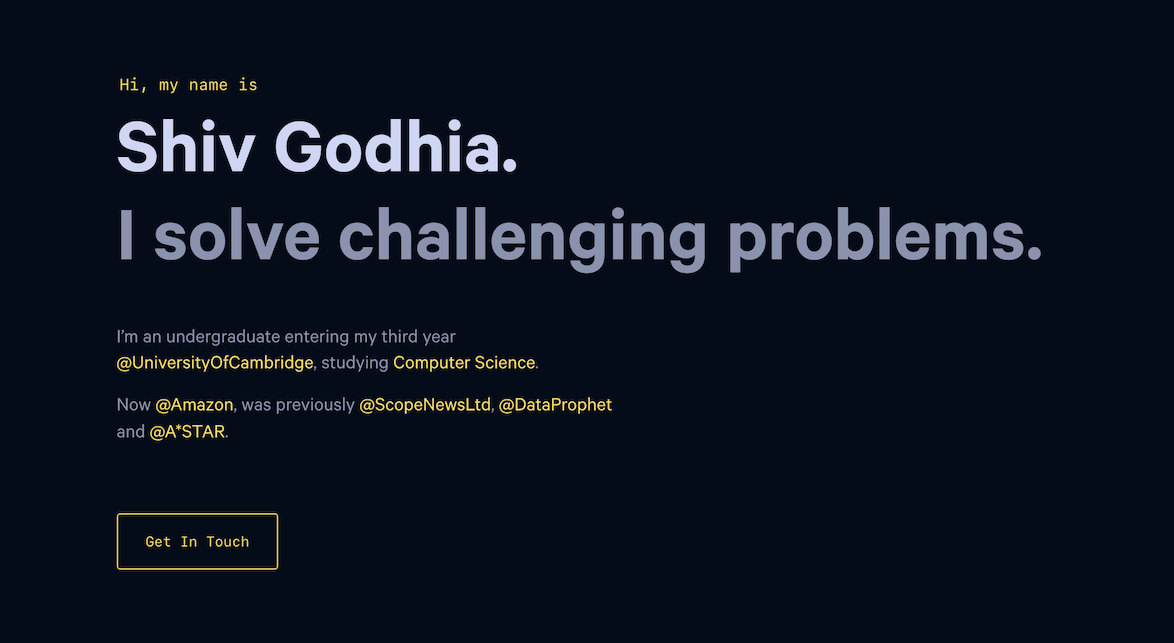 Hi, my name is
Shiv Godhia.
I solve challenging problems.
I’m an undergraduate entering my third year
@UniversityOfCambridge, studying Computer Science.
Now @Amazon, was previously @ScopeNewsLtd, @DataProphet
and @A*STAR.
Get In Touch